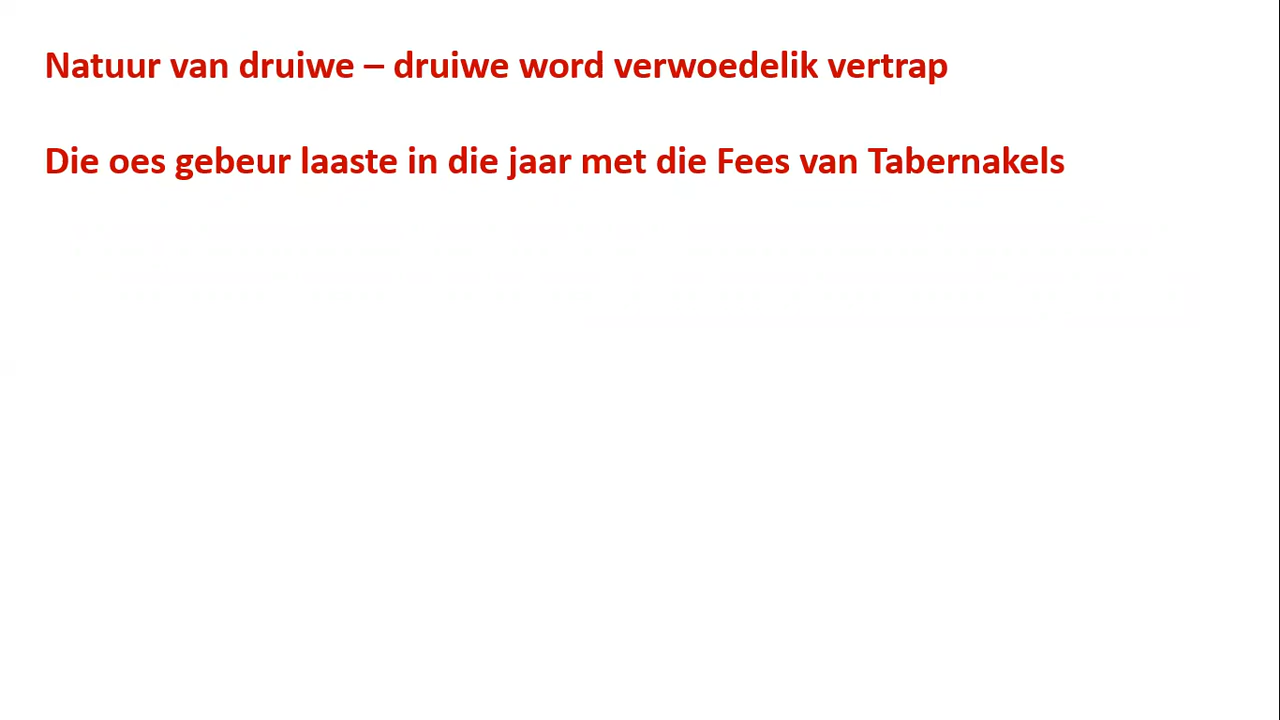 Natuur van druiwe – druiwe word verwoedelik vertrap
Die oes gebeur laaste in die jaar met die Fees van Tabernakels